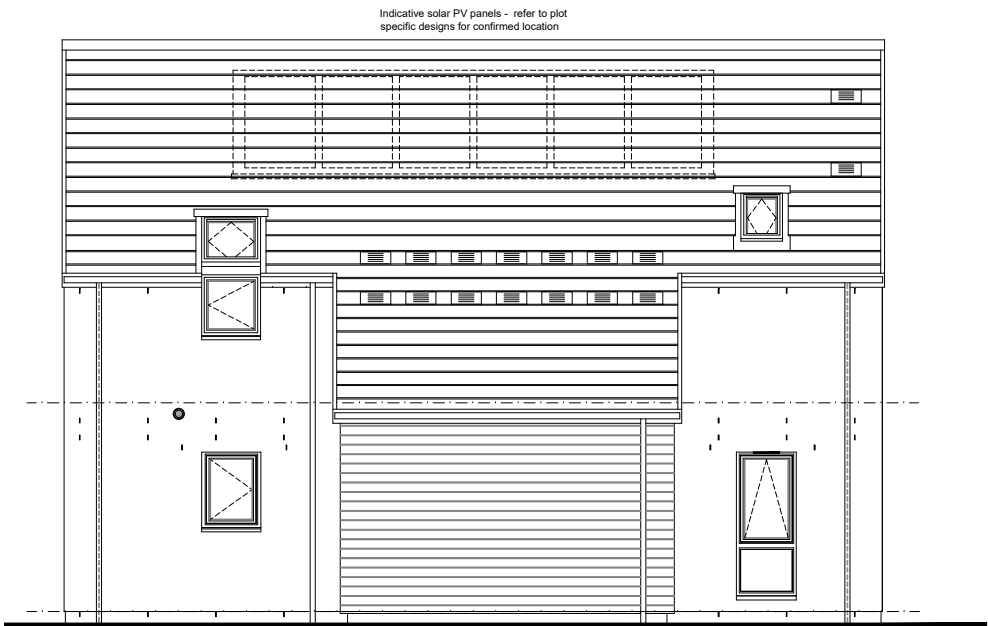 Indicative solar PV panels - refer to plot
specific designs for confirmed location